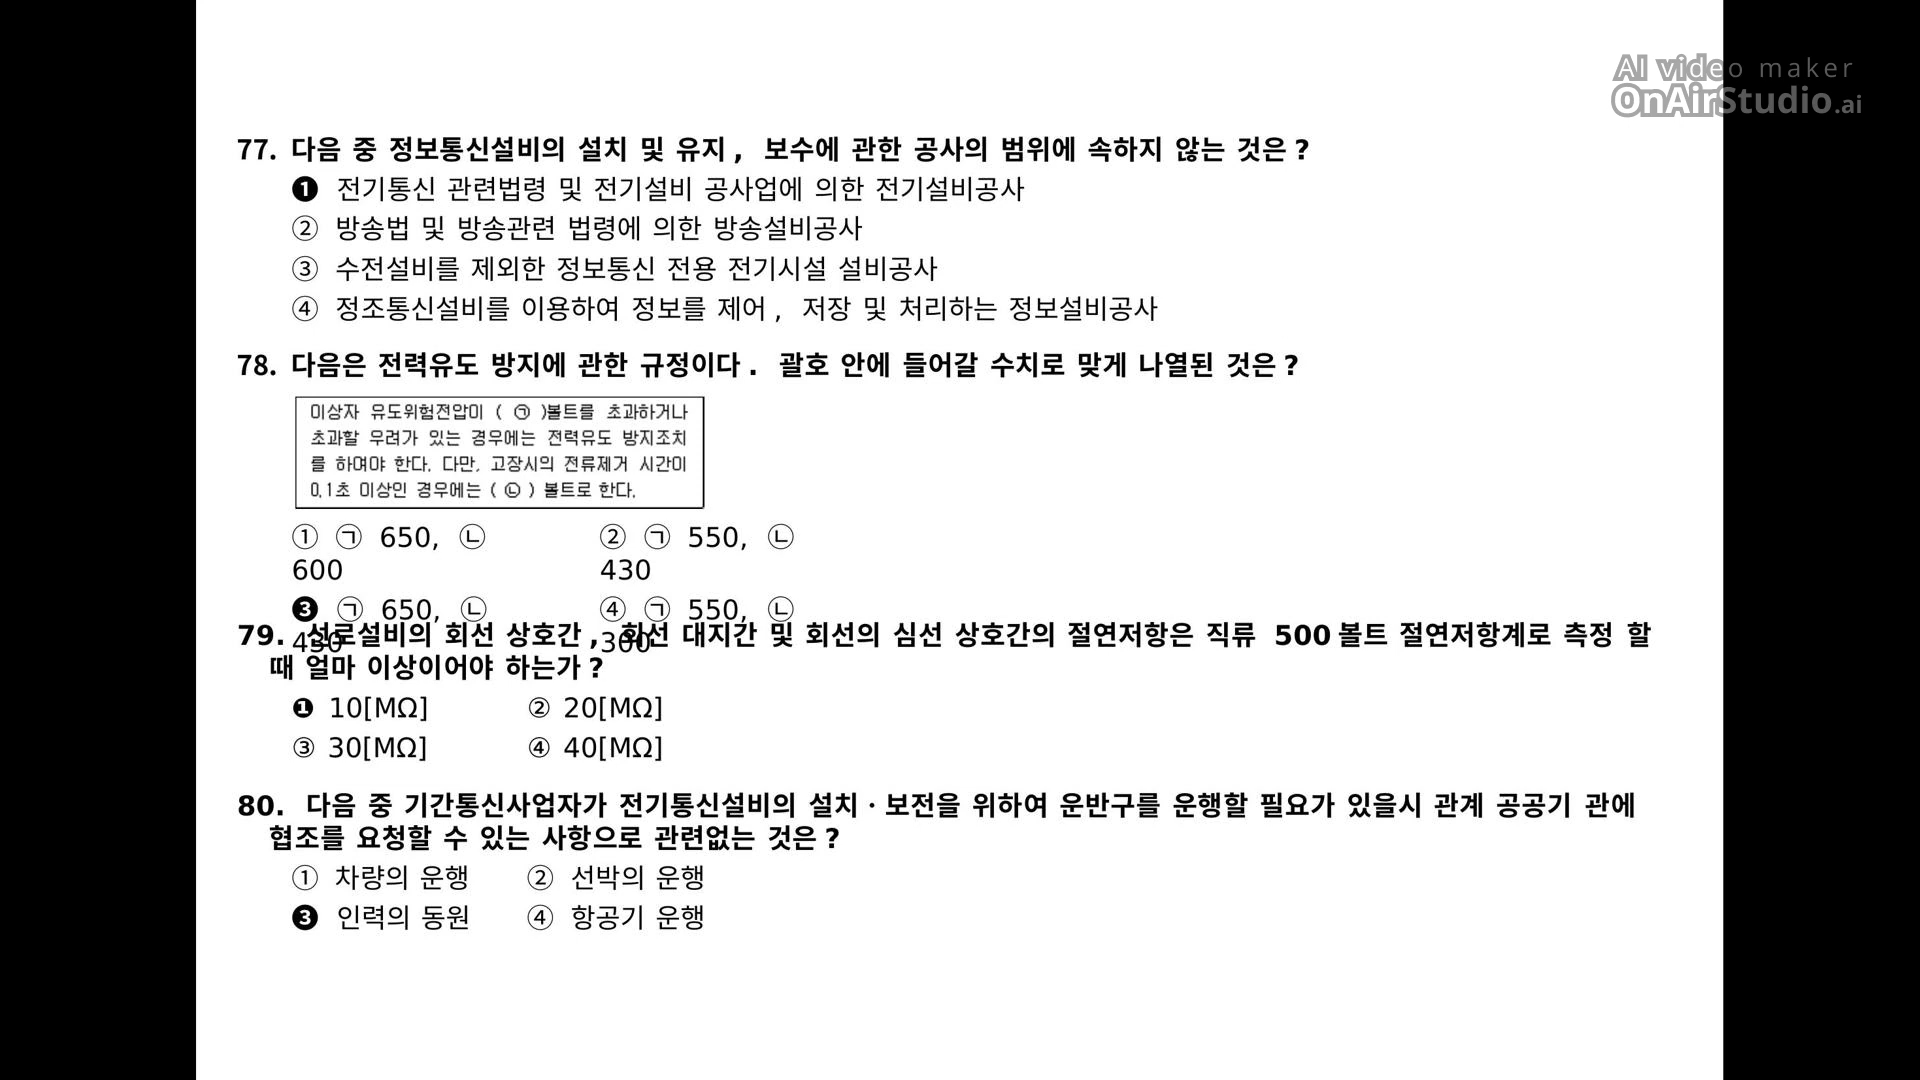 AI video maker
OnAirStudio.ai
77. 다음 중 정보통신설비의 설치 및 유지, 보수에 관한 공사의 범위에 속하지 않는 것은?
❶ 전기통신 관련법령 및 전기설비 공사업에 의한 전기설비공사
② 방송법 및 방송관련 법령에 의한 방송설비공사
③ 수전설비를 제외한 정보통신 전용 전기시설 설비공사
④ 정조통신설비를 이용하여 정보를 제어, 저장 및 처리하는 정보설비공사
78. 다음은 전력유도 방지에 관한 규정이다. 괄호 안에 들어갈 수치로 맞게 나열된 것은?
이상자 유도위험전압이 ( ㉠ )볼트를 초과하거나
초과할 우려가 있는 경우에는 전력유도 방지조치
를 하여야 한다. 다만, 고장시의 전류제거 시간이
0.1초 이상인 경우에는 ( ㉡ ) 볼트로 한다.
① ㉠ 650, ㉡ 600
② ㉠ 550, ㉡ 430
❸ ㉠ 650, ㉡ 430
④ ㉠ 550, ㉡ 300
79. 선로설비의 회선 상호간, 회선 대지간 및 회선의 심선 상호간의 절연저항은 직류 500볼트 절연저항계로 측정 할
때 얼마 이상이어야 하는가?
❶ 10[MΩ] ② 20[MΩ]
③ 30[MΩ] ④ 40[MΩ]
80. 다음 중 기간통신사업자가 전기통신설비의 설치·보전을 위하여 운반구를 운행할 필요가 있을시 관계 공공기 관에
협조를 요청할 수 있는 사항으로 관련없는 것은?
① 차량의 운행 ② 선박의 운행
❸ 인력의 동원 ④ 항공기 운행